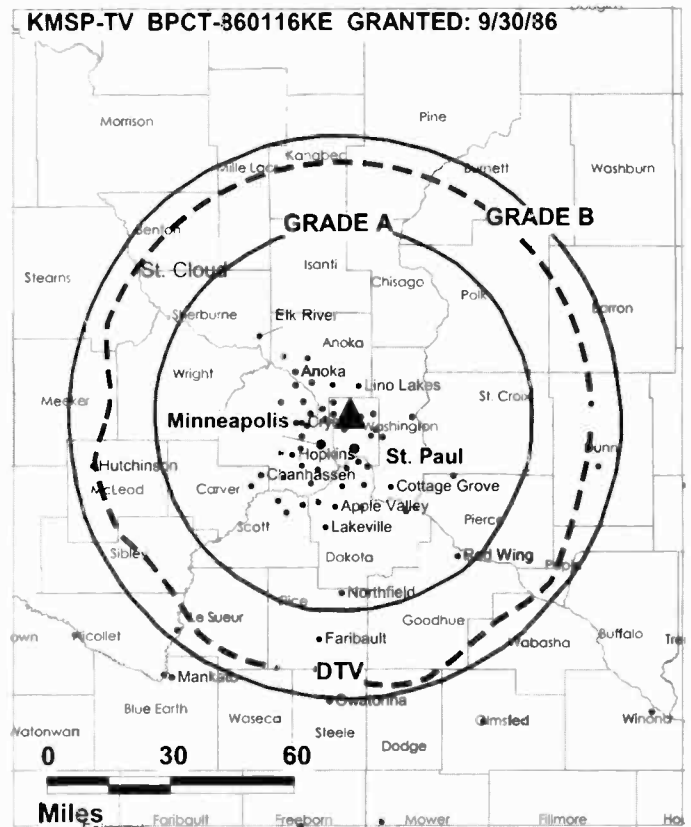 KMSP-TV BPCT-860116KE GRANTED: 9/30/86
Morrison
Pine
Kanabec
Mille Lacs
Burnett
Washburn
GRADE B
GRADE A
Benton
Stearns
St. Cloud
Isanti
Chisago
Polk
Barron
Sherburne
Elk River
Anoka
Wright
Anoka
Lino Lakes
Meeker
St. Croix
Minneapolis
Washington
Dunn
Hopkins
St. Paul
Hutchinson
McLeod
Carver
Chanhassen
Cottage Grove
Apple Valley
Pierce
Scott
Lakeville
Sibley
Dakota
Red Wing
Pepin
Rice
Northfield
Goodhue
Le Sueur
Nicollet
Faribault
Wabasha
Buffalo
DTV
Mankato
Owatonna
Blue Earth
Waseca
Steele
Olmsted
Winona
Watonwan
Dodge
0 30 60
Miles
Faribault
Freeborn
Mower
Fillmore